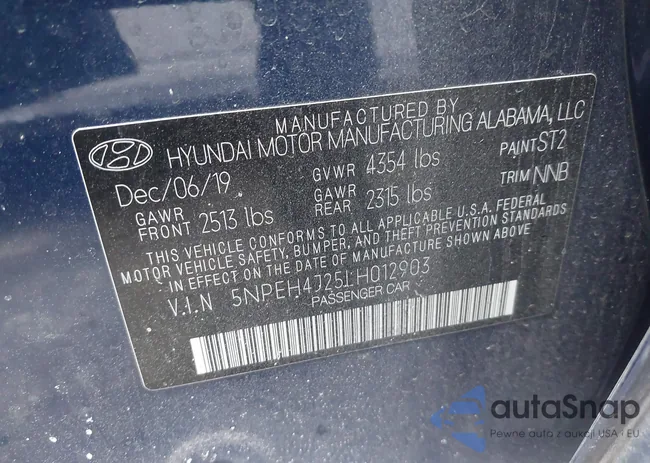 MANUFACTURED BY
HYUNDAI MOTOR MANUFACTURING ALABAMA, LLC
Dec/06/19 GVWR 4354 lbs PAINT ST2
GAWR FRONT 2513 lbs GAWR REAR 2315 lbs TRIM NNB
THIS VEHICLE CONFORMS TO ALL APPLICABLE U.S.A. FEDERAL
MOTOR VEHICLE SAFETY, BUMPER, AND THEFT PREVENTION STANDARDS
IN EFFECT ON THE DATE OF MANUFACTURE SHOWN ABOVE
V.I.N 5NPEH4J25LH012903
PASSENGER CAR
autoSnap
Pewne auto z aukcji USA i EU